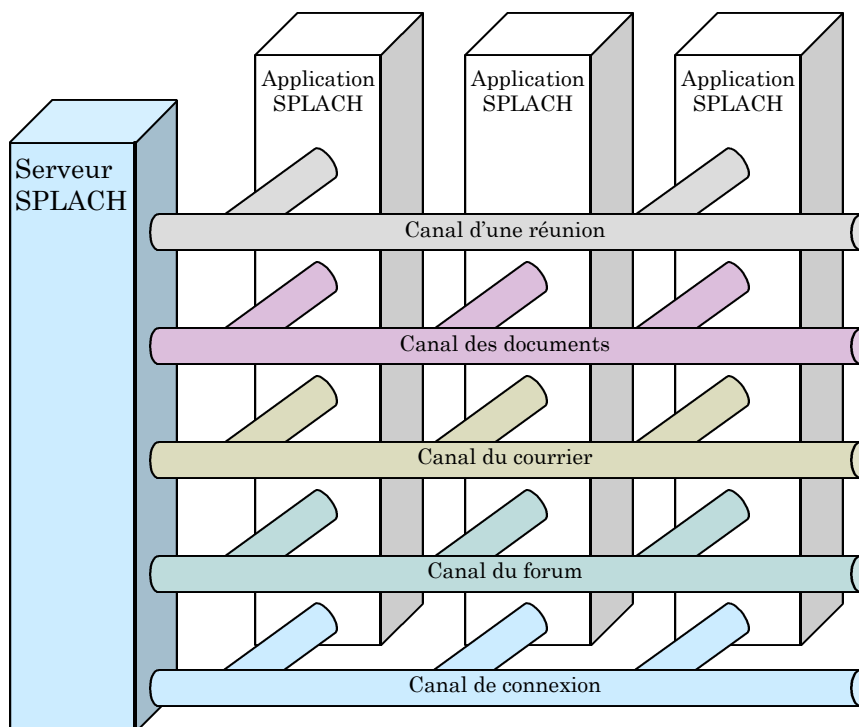 Application
SPLACH
Application
SPLACH
Application
SPLACH
Serveur
SPLACH
Canal d'une réunion
Canal des documents
Canal du courrier
Canal du forum
Canal de connexion